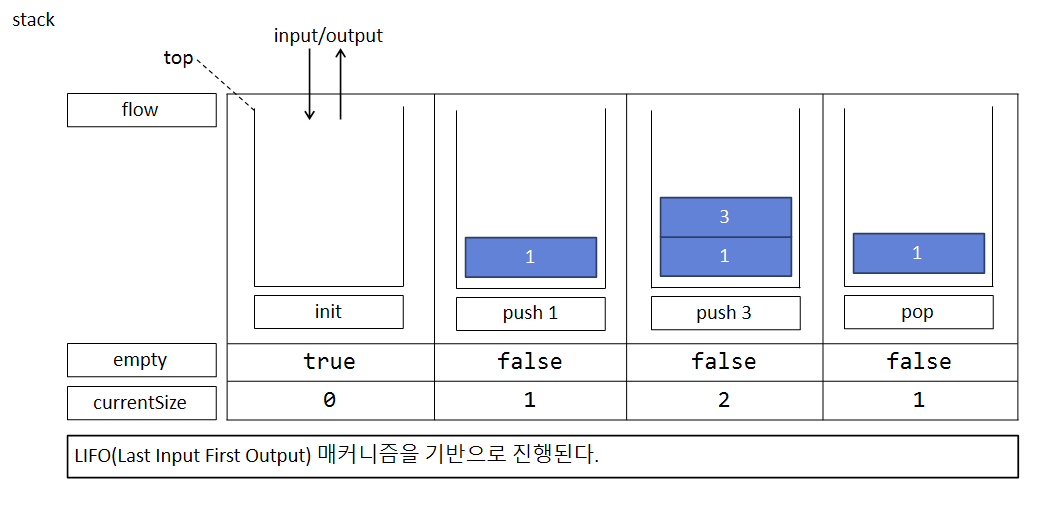 stack
input/output
top
flow
3
1
1
1
init
push 1
push 3
pop
empty
true
false
false
false
currentSize
0
1
2
1
LIFO(Last Input First Output) 매커니즘을 기반으로 진행된다.